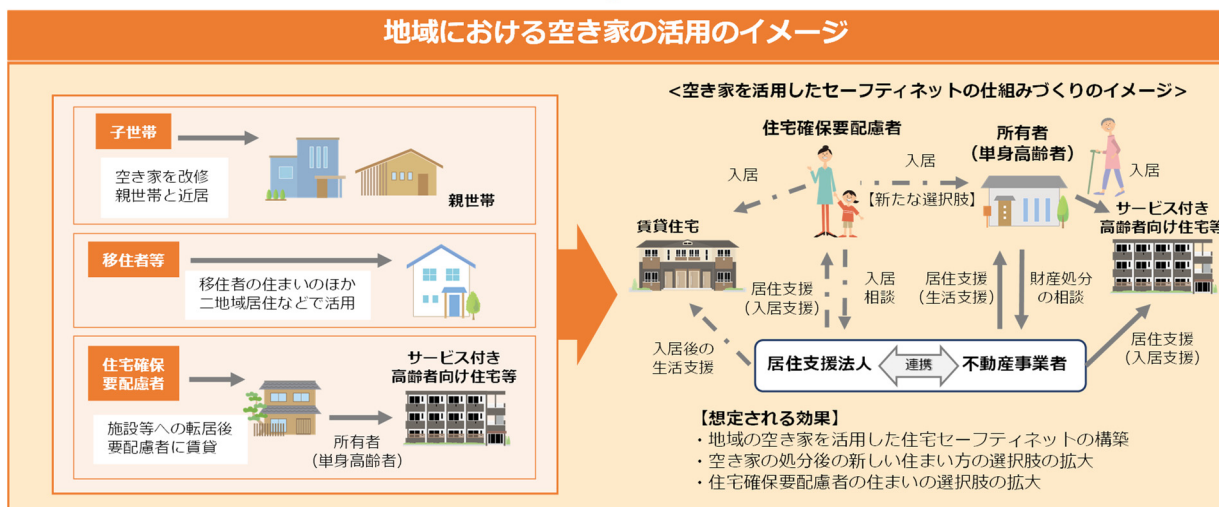 地域における空き家の活用のイメージ
子世帯
空き家を改修
親世帯と近居
親世帯
移住者等
移住者の住まいのほか
二地域居住などで活用
住宅確保
要配慮者
施設等への転居後
要配慮者に賃貸
所有者
(単身高齢者)
サービス付き
高齢者向け住宅等
<空き家を活用したセーフティネットの仕組みづくりのイメージ>
住宅確保要配慮者
所有者
(単身高齢者)
入居
入居
【新たな選択肢】
入居
賃貸住宅
サービス付き
高齢者向け住宅等
居住支援
(入居支援)
入居
相談
居住支援
(生活支援)
財産処分
の相談
入居後の
生活支援
居住支援
(入居支援)
居住支援法人
連携
不動産事業者
【想定される効果】
・地域の空き家を活用した住宅セーフティネットの構築
・空き家の処分後の新しい住まい方の選択肢の拡大
・住宅確保要配慮者の住まいの選択肢の拡大